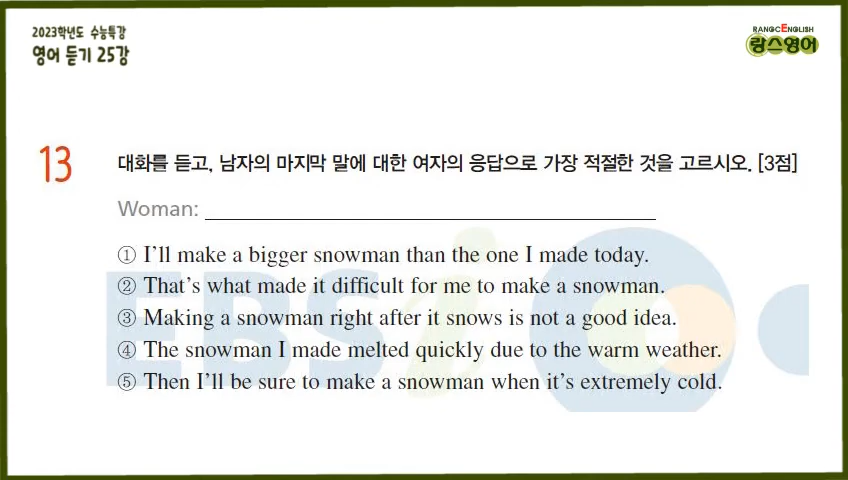 2023학년도 수능특강
영어 듣기 25강
RANGCENGLISH
랑스영어
13
대화를 듣고, 남자의 마지막 말에 대한 여자의 응답으로 가장 적절한 것을 고르시오. [3점]
Woman:
① I’ll make a bigger snowman than the one I made today.
② That’s what made it difficult for me to make a snowman.
③ Making a snowman right after it snows is not a good idea.
④ The snowman I made melted quickly due to the warm weather.
⑤ Then I’ll be sure to make a snowman when it’s extremely cold.
EBSi